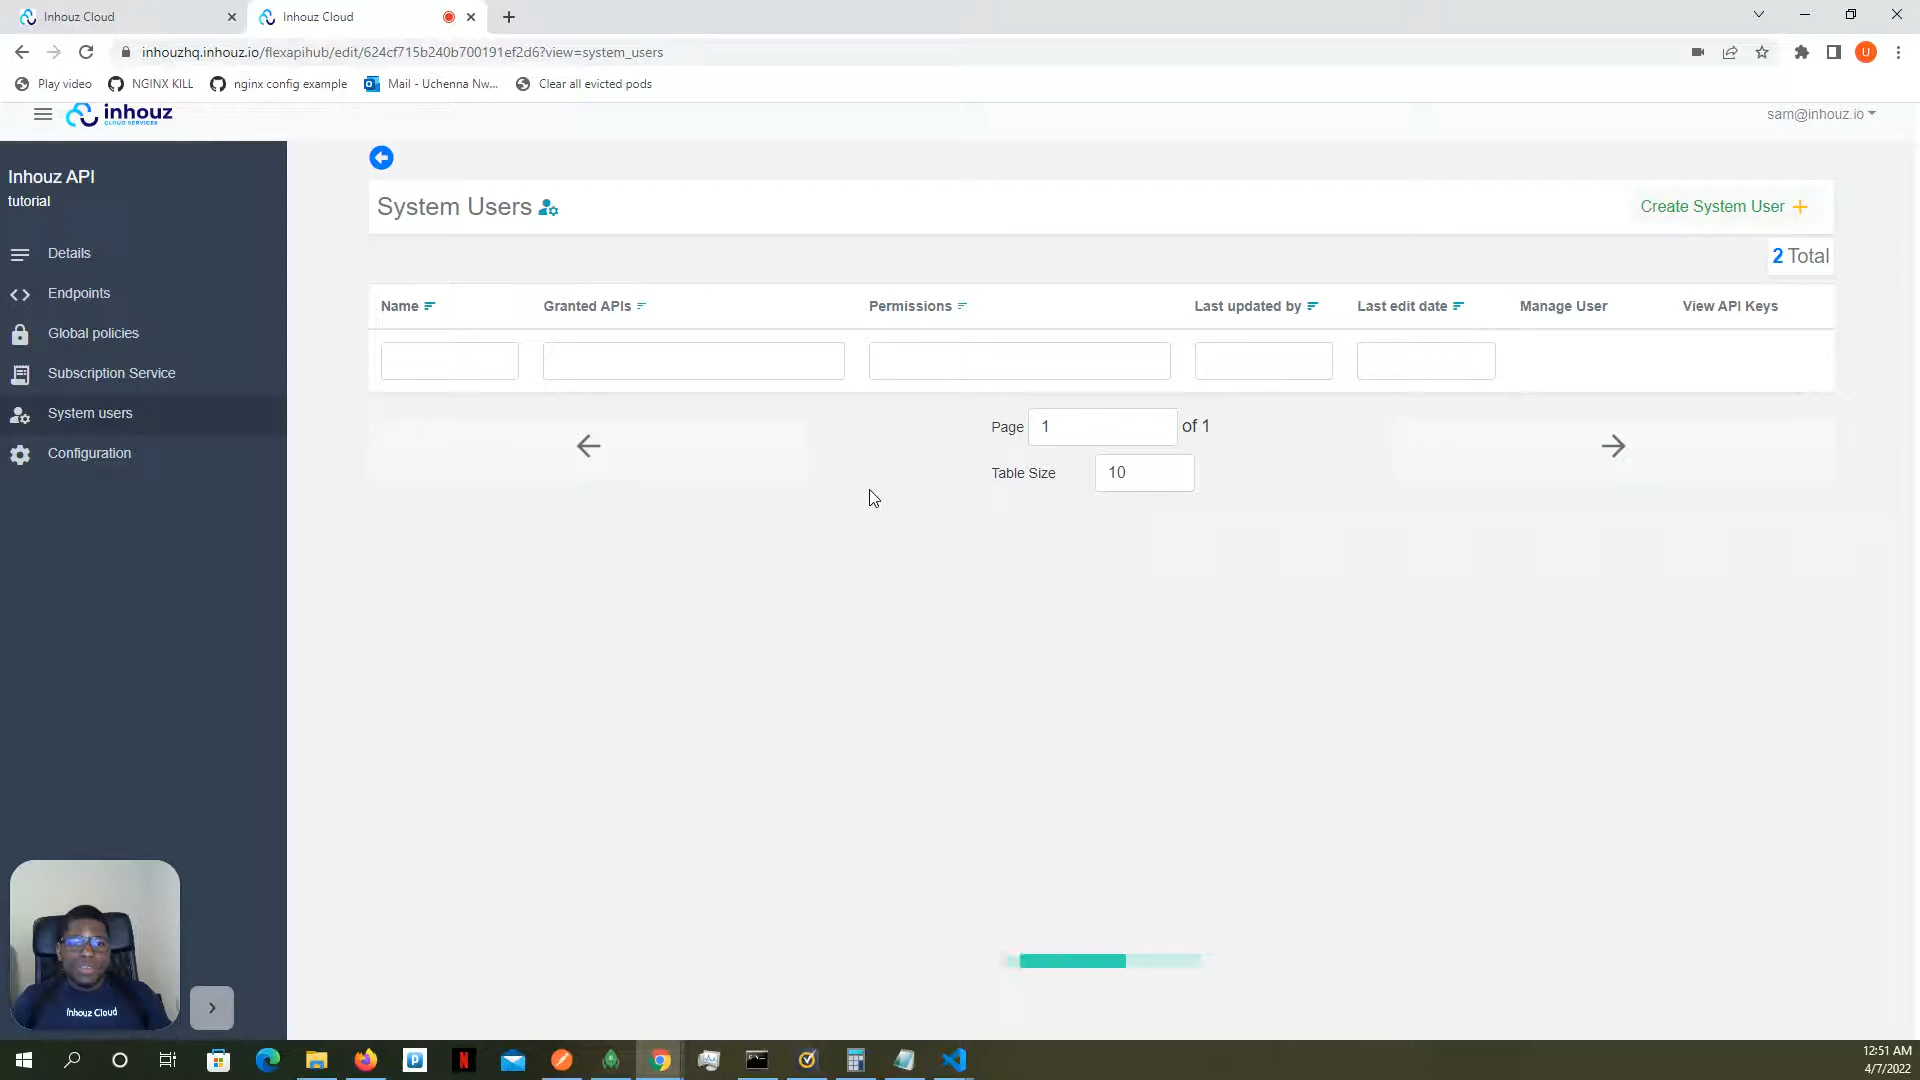 Inhouz Cloud
Inhouz Cloud
inhouzhq.inhouz.io/flexapihub/edit/624cf715b240b700191ef2d6?view=system_users
U
Play video
NGINX KILL
nginx config example
Mail - Uchenna Nw...
Clear all evicted pods
inhouz
CLOUD SERVICES
sam@inhouz.io
Inhouz API
tutorial
Details
Endpoints
Global policies
Subscription Service
System users
Configuration
System Users
Create System User +
2 Total
Name
Granted APIs
Permissions
Last updated by
Last edit date
Manage User
View API Keys
Page 1 of 1
Table Size 10
Inhouz Cloud
12:51 AM
4/7/2022